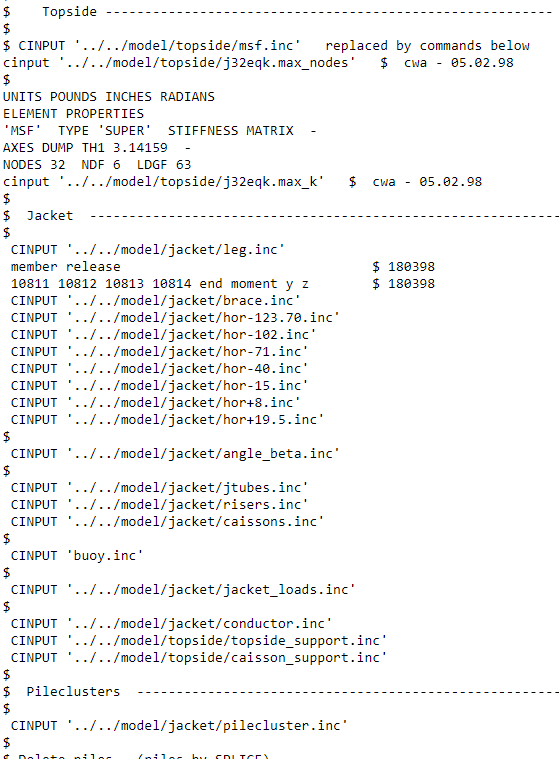 $    Topside ---------------------------------------------------------
$
$ CINPUT '../../model/topside/msf.inc'   replaced by commands below
cinput '../../model/topside/j32eqk.max_nodes'   $  cwa - 05.02.98
$
UNITS POUNDS INCHES RADIANS
ELEMENT PROPERTIES
'MSF'  TYPE 'SUPER'  STIFFNESS MATRIX  -
AXES DUMP TH1 3.14159  -
NODES 32  NDF 6  LDGF 63
cinput '../../model/topside/j32eqk.max_k'   $  cwa - 05.02.98
$
$  Jacket  ------------------------------------------------------------
$
CINPUT '../../model/jacket/leg.inc'
member release                                $ 180398
10811 10812 10813 10814 end moment y z        $ 180398
CINPUT '../../model/jacket/brace.inc'
CINPUT '../../model/jacket/hor-123.70.inc'
CINPUT '../../model/jacket/hor-102.inc'
CINPUT '../../model/jacket/hor-71.inc'
CINPUT '../../model/jacket/hor-40.inc'
CINPUT '../../model/jacket/hor-15.inc'
CINPUT '../../model/jacket/hor+8.inc'
CINPUT '../../model/jacket/hor+19.5.inc'
$
CINPUT '../../model/jacket/angle_beta.inc'
$
CINPUT '../../model/jacket/jtubes.inc'
CINPUT '../../model/jacket/risers.inc'
CINPUT '../../model/jacket/caissons.inc'
$
CINPUT 'buoy.inc'
$
CINPUT '../../model/jacket/jacket_loads.inc'
$
CINPUT '../../model/jacket/conductor.inc'
CINPUT '../../model/topside/topside_support.inc'
CINPUT '../../model/topside/caisson_support.inc'
$
$  Pileclusters  ------------------------------------------------------
$
CINPUT '../../model/jacket/pilecluster.inc'
$
$ Delete piles   (piles by SPLICE)